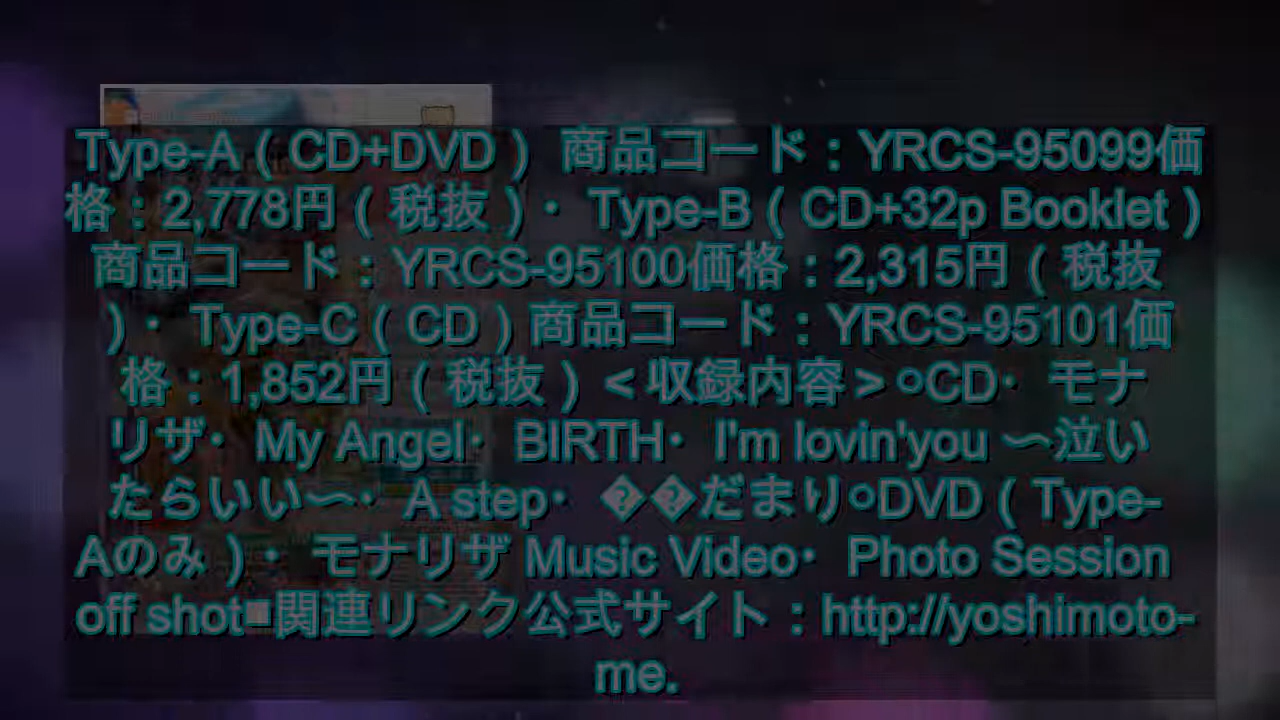 Type-A（CD+DVD） 商品コード：YRCS-95099価
格：2,778円（税抜）・ Type-B（CD+32p Booklet）
商品コード：YRCS-95100価格：2,315円（税抜
）・ Type-C（CD）商品コード：YRCS-95101価
格：1,852円（税抜）＜収録内容＞○CD・ モナ
リザ・ My Angel・ BIRTH・ I'm lovin'you 〜泣い
たらいい〜・ A step・ ��だまり○DVD（Type-
Aのみ）・ モナリザ Music Video・ Photo Session
off shot■関連リンク公式サイト：http://yoshimoto-
me.